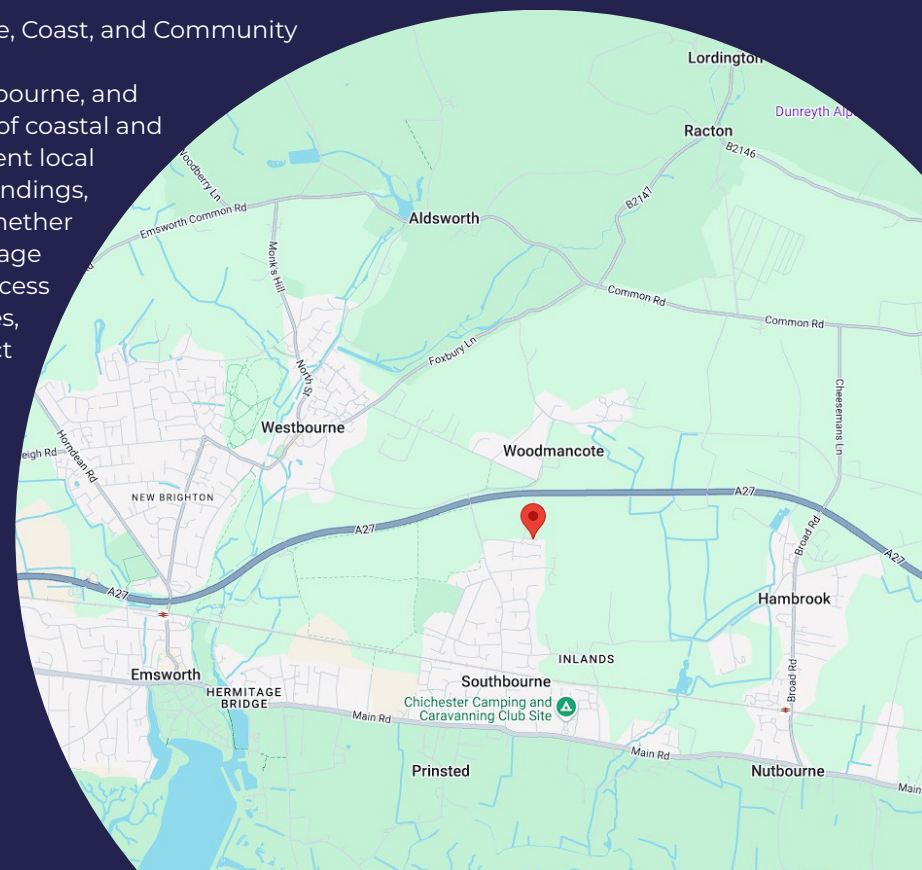 e, Coast, and Community
bourne, and
of coastal and
ent local
ndings,
hether
age
cess
es,
ct
Lordington
Dunreyth Alp
Racton
B2146
B2147
Woodberry Ln
Emsworth Common Rd
Aldsworth
Monk's Hill
Common Rd
Common Rd
Foxbury Ln
North St
Cheesemans Ln
Westbourne
Horndean Rd
eigh Rd
Woodmancote
NEW BRIGHTON
A27
A27
A27
A27
Broad Rd
Hambrook
INLANDS
Emsworth
Southbourne
HERMITAGE
BRIDGE
Chichester Camping and
Caravanning Club Site
Broad Rd
Main Rd
Main Rd
Prinsted
Nutbourne
Main